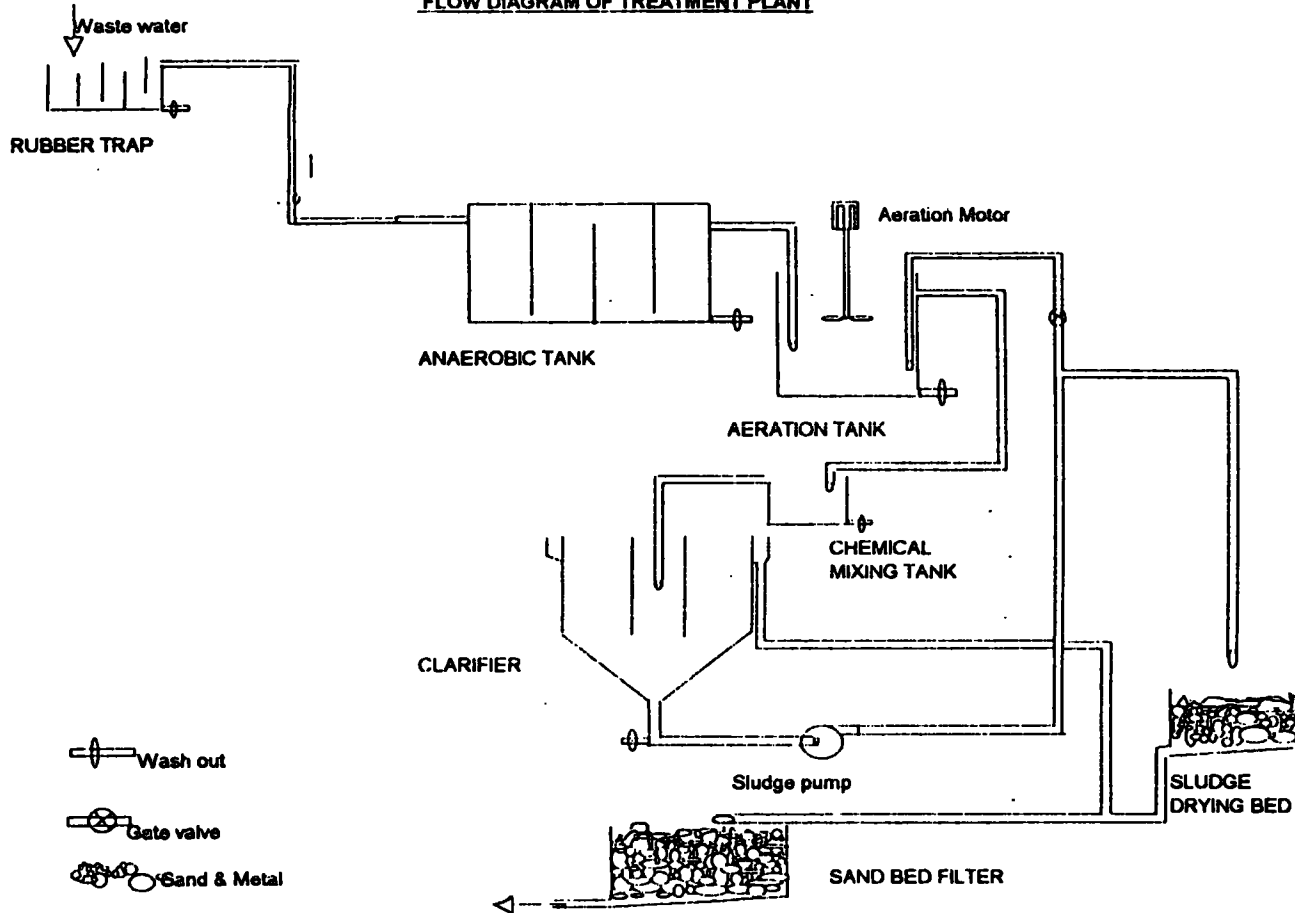 FLOW DIAGRAM OF TREATMENT PLANT
Waste water
RUBBER TRAP
Aeration Motor
ANAEROBIC TANK
AERATION TANK
CHEMICAL
MIXING TANK
CLARIFIER
Wash out
Sludge pump
SLUDGE
DRYING BED
Gate valve
Sand & Metal
SAND BED FILTER